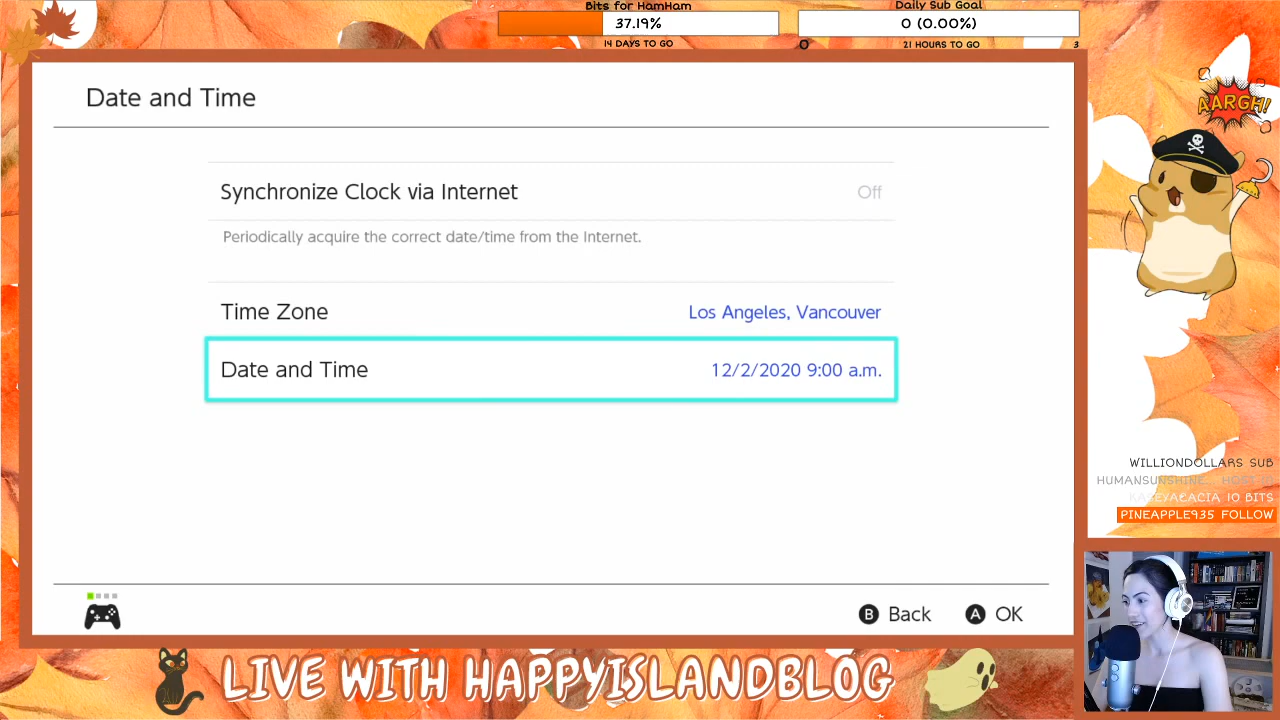 Bits for HamHam
37.19%
14 DAYS TO GO
Daily Sub Goal
0 (0.00%)
0
21 HOURS TO GO
3
Date and Time
AARGH!
Synchronize Clock via Internet
Off
Periodically acquire the correct date/time from the Internet.
Time Zone
Los Angeles, Vancouver
Date and Time
12/2/2020 9:00 a.m.
WILLIONDOLLARS SUB
HUMANSUNSHINE_
KASEYACACIA 10 BITS
PINEAPPLE935 FOLLOW
B Back
A OK
LIVE WITH HAPPYISLANDBLOG